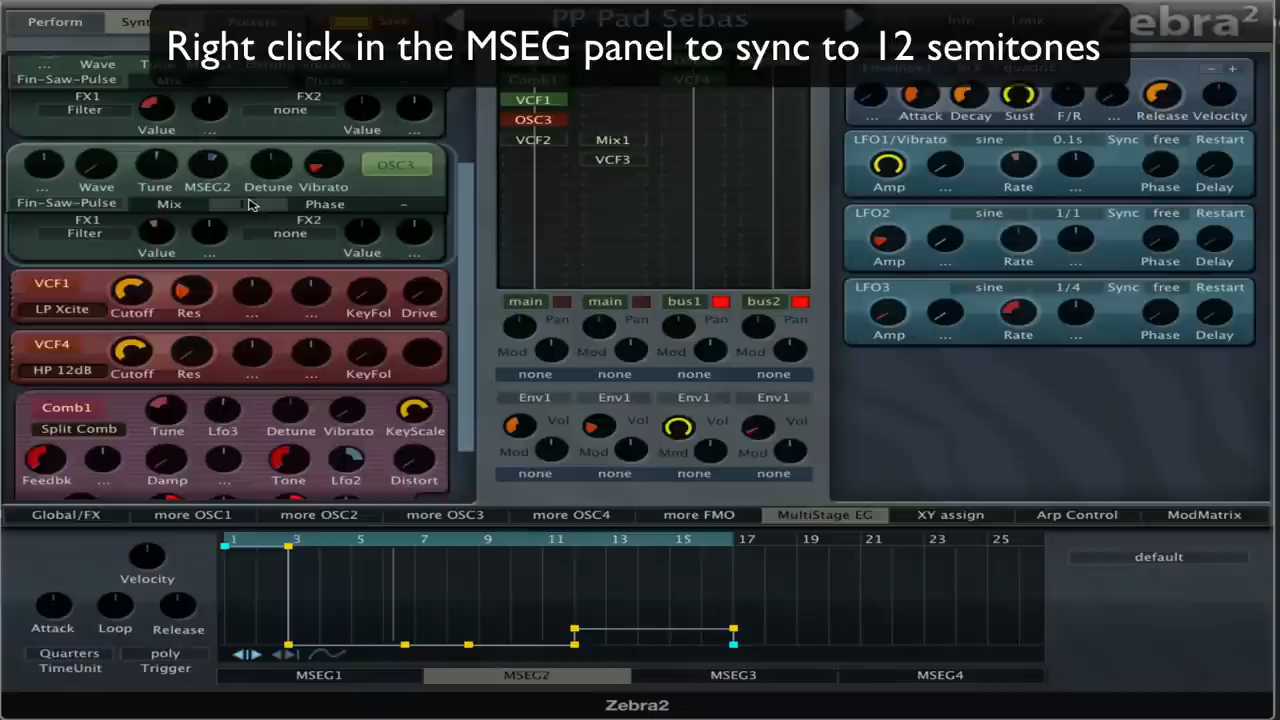 Perform
PP Pad Sebas
Zebra2
Right click in the MSEG panel to sync to 12 semitones
Fin-Saw-Pulse Mix Phase
FX1 FX2
Filter none
Value ... Value ...
... Wave Tune MSEG2 Detune Vibrato OSC3
Fin-Saw-Pulse Mix Phase –
FX1 FX2
Filter none
Value ... Value ...
VCF1
LP Xcite Cutoff Res ... ... KeyFol Drive
VCF4
HP 12dB Cutoff Res ... ... KeyFol
Comb1
Split Comb Tune Lfo3 Detune Vibrato KeyScale
Feedbk ... Damp ... Tone Lfo2 Distort
VCF1
OSC3
VCF2 Mix1
VCF3
main main bus1 bus2
Pan Pan Pan Pan
Mod Mod Mod Mod
none none none none
Env1 Env1 Env1 Env1
Vol Vol Vol Vol
Mod Mod Mod Mod
none none none none
... Attack Decay Sust F/R ... Release Velocity
LFO1/Vibrato sine 0.1s Sync free Restart
Amp ... Rate ... Phase Delay
LFO2 sine 1/1 Sync free Restart
Amp ... Rate ... Phase Delay
LFO3 sine 1/4 Sync free Restart
Amp ... Rate ... Phase Delay
Global/FX more OSC1 more OSC2 more OSC3 more OSC4 more FMO MultiStage EG XY assign Arp Control ModMatrix
1 3 5 7 9 11 13 15 17 19 21 23 25
Velocity
default
Attack Loop Release
Quarters poly
TimeUnit Trigger
MSEG1 MSEG2 MSEG3 MSEG4
Zebra2